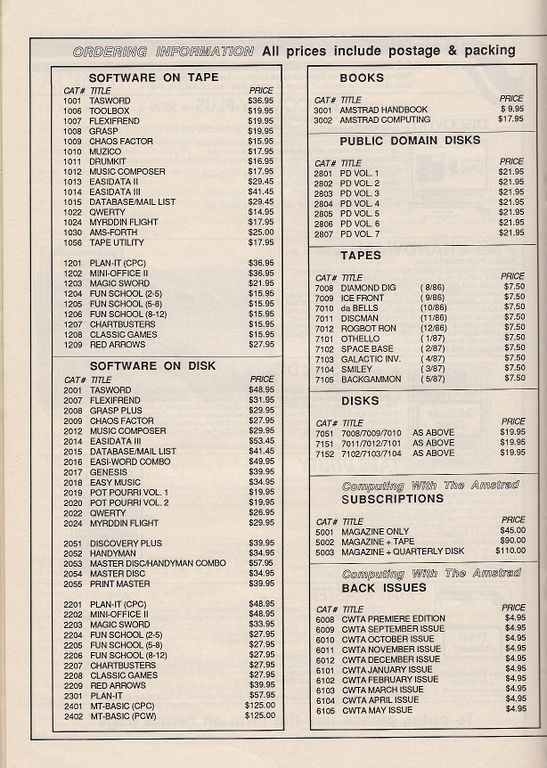 ORDERING INFORMATION All prices include postage & packing
SOFTWARE ON TAPE
CAT# TITLE PRICE
1001 TASWORD $36.95
1006 TOOLBOX $19.95
1007 FLEXIFREND $19.95
1008 GRASP $19.95
1009 CHAOS FACTOR $15.95
1010 MUZICO $17.95
1011 DRUMKIT $16.95
1012 MUSIC COMPOSER $17.95
1013 EASIDATA II $29.45
1014 EASIDATA III $41.45
1015 DATABASE/MAIL LIST $29.45
1022 QWERTY $14.95
1024 MYRDDIN FLIGHT $17.95
1030 AMS-FORTH $25.00
1056 TAPE UTILITY $17.95
1201 PLAN-IT (CPC) $36.95
1202 MINI-OFFICE II $36.95
1203 MAGIC SWORD $21.95
1204 FUN SCHOOL (2-5) $15.95
1205 FUN SCHOOL (5-8) $15.95
1206 FUN SCHOOL (8-12) $15.95
1207 CHARTBUSTERS $15.95
1208 CLASSIC GAMES $15.95
1209 RED ARROWS $27.95
SOFTWARE ON DISK
CAT# TITLE PRICE
2001 TASWORD $48.95
2007 FLEXIFREND $31.95
2008 GRASP PLUS $29.95
2009 CHAOS FACTOR $27.95
2012 MUSIC COMPOSER $29.95
2014 EASIDATA III $53.45
2015 DATABASE/MAIL LIST $41.45
2016 EASI-WORD COMBO $49.95
2017 GENESIS $39.95
2018 EASY MUSIC $34.95
2019 POT POURRI VOL. 1 $19.95
2020 POT POURRI VOL. 2 $19.95
2022 QWERTY $26.95
2024 MYRDDIN FLIGHT $29.95
2051 DISCOVERY PLUS $39.95
2052 HANDYMAN $34.95
2053 MASTER DISC/HANDYMAN COMBO $57.95
2054 MASTER DISC $34.95
2055 PRINT MASTER $39.95
2201 PLAN-IT (CPC) $48.95
2202 MINI-OFFICE II $48.95
2203 MAGIC SWORD $33.95
2204 FUN SCHOOL (2-5) $27.95
2205 FUN SCHOOL (5-8) $27.95
2206 FUN SCHOOL (8-12) $27.95
2207 CHARTBUSTERS $27.95
2208 CLASSIC GAMES $27.95
2209 RED ARROWS $39.95
2301 PLAN-IT $57.95
2401 MT-BASIC (CPC) $125.00
2402 MT-BASIC (PCW) $125.00
BOOKS
CAT# TITLE PRICE
3001 AMSTRAD HANDBOOK $ 9.95
3002 AMSTRAD COMPUTING $17.95
PUBLIC DOMAIN DISKS
CAT# TITLE PRICE
2801 PD VOL. 1 $21.95
2802 PD VOL. 2 $21.95
2803 PD VOL. 3 $21.95
2804 PD VOL. 4 $21.95
2805 PD VOL. 5 $21.95
2806 PD VOL. 6 $21.95
2807 PD VOL. 7 $21.95
TAPES
CAT# TITLE PRICE
7008 DIAMOND DIG ( 8/86) $7.50
7009 ICE FRONT ( 9/86) $7.50
7010 da BELLS (10/86) $7.50
7011 DISCMAN (11/86) $7.50
7012 ROGBOT RON (12/86) $7.50
7101 OTHELLO ( 1/87) $7.50
7102 SPACE BASE ( 2/87) $7.50
7103 GALACTIC INV. ( 4/87) $7.50
7104 SMILEY ( 3/87) $7.50
7105 BACKGAMMON ( 5/87) $7.50
DISKS
CAT# TITLE PRICE
7051 7008/7009/7010 AS ABOVE $19.95
7151 7011/7012/7101 AS ABOVE $19.95
7152 7102/7103/7104 AS ABOVE $19.95
Computing With The Amstrad
SUBSCRIPTIONS
CAT# TITLE PRICE
5001 MAGAZINE ONLY $45.00
5002 MAGAZINE + TAPE $90.00
5003 MAGAZINE + QUARTERLY DISK $110.00
Computing With The Amstrad
BACK ISSUES
CAT# TITLE PRICE
6008 CWTA PREMIERE EDITION $4.95
6009 CWTA SEPTEMBER ISSUE $4.95
6010 CWTA OCTOBER ISSUE $4.95
6011 CWTA NOVEMBER ISSUE $4.95
6012 CWTA DECEMBER ISSUE $4.95
6101 CWTA JANUARY ISSUE $4.95
6102 CWTA FEBRUARY ISSUE $4.95
6103 CWTA MARCH ISSUE $4.95
6104 CWTA APRIL ISSUE $4.95
6105 CWTA MAY ISSUE $4.95